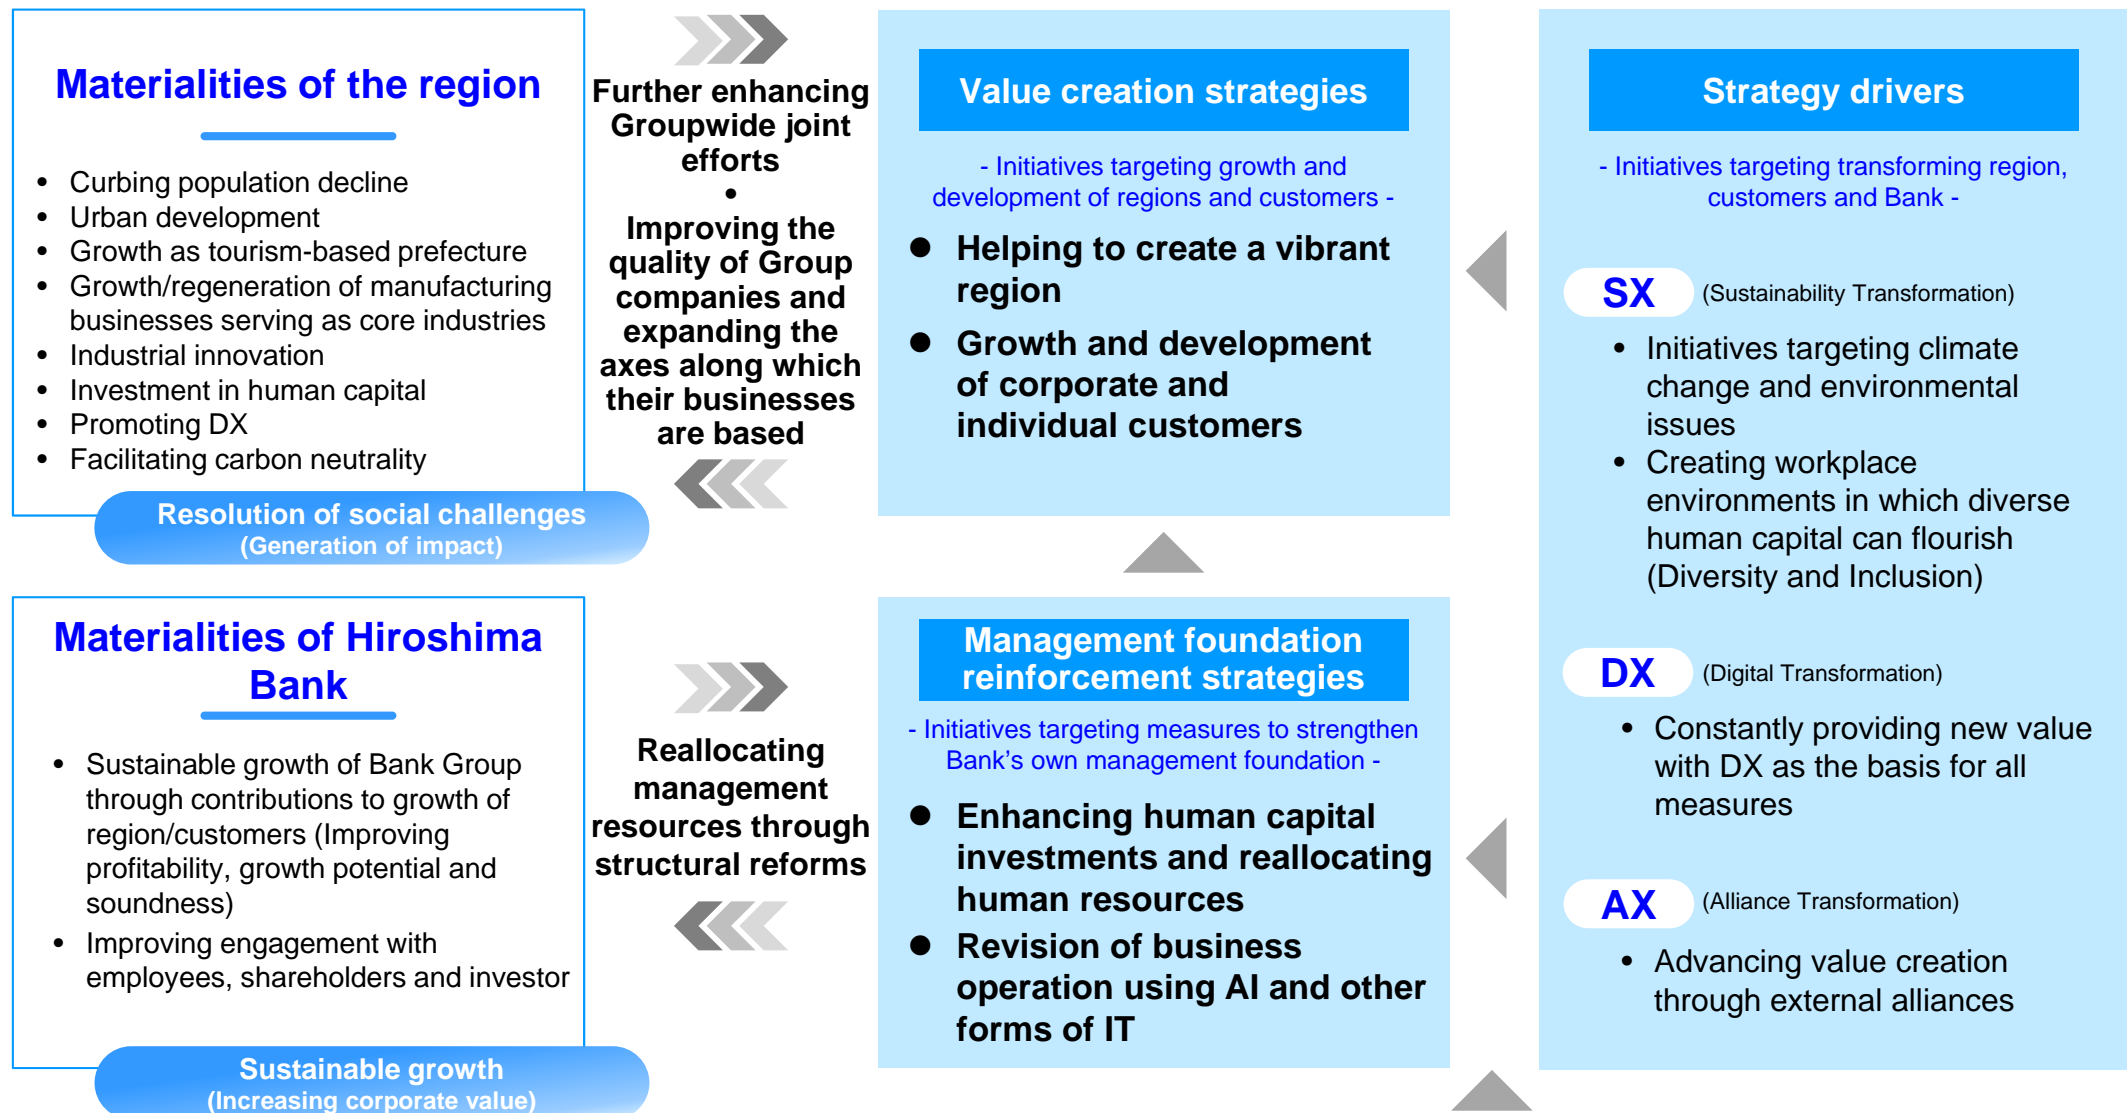 Materialities of the region
• Curbing population decline
• Urban development
• Growth as tourism-based prefecture
• Growth/regeneration of manufacturing
businesses serving as core industries
• Industrial innovation
• Investment in human capital
• Promoting DX
• Facilitating carbon neutrality
Resolution of social challenges
(Generation of impact)
Further enhancing
Groupwide joint
efforts
•
Improving the
quality of Group
companies and
expanding the
axes along which
their businesses
are based
Value creation strategies
- Initiatives targeting growth and
development of regions and customers -
● Helping to create a vibrant
region
● Growth and development
of corporate and
individual customers
Materialities of Hiroshima
Bank
• Sustainable growth of Bank Group
through contributions to growth of
region/customers (Improving
profitability, growth potential and
soundness)
• Improving engagement with
employees, shareholders and investor
Sustainable growth
(Increasing corporate value)
Reallocating
management
resources through
structural reforms
Management foundation
reinforcement strategies
- Initiatives targeting measures to strengthen
Bank’s own management foundation -
● Enhancing human capital
investments and reallocating
human resources
● Revision of business
operation using AI and other
forms of IT
Strategy drivers
- Initiatives targeting transforming region,
customers and Bank -
SX (Sustainability Transformation)
• Initiatives targeting climate
change and environmental
issues
• Creating workplace
environments in which diverse
human capital can flourish
(Diversity and Inclusion)
DX (Digital Transformation)
• Constantly providing new value
with DX as the basis for all
measures
AX (Alliance Transformation)
• Advancing value creation
through external alliances